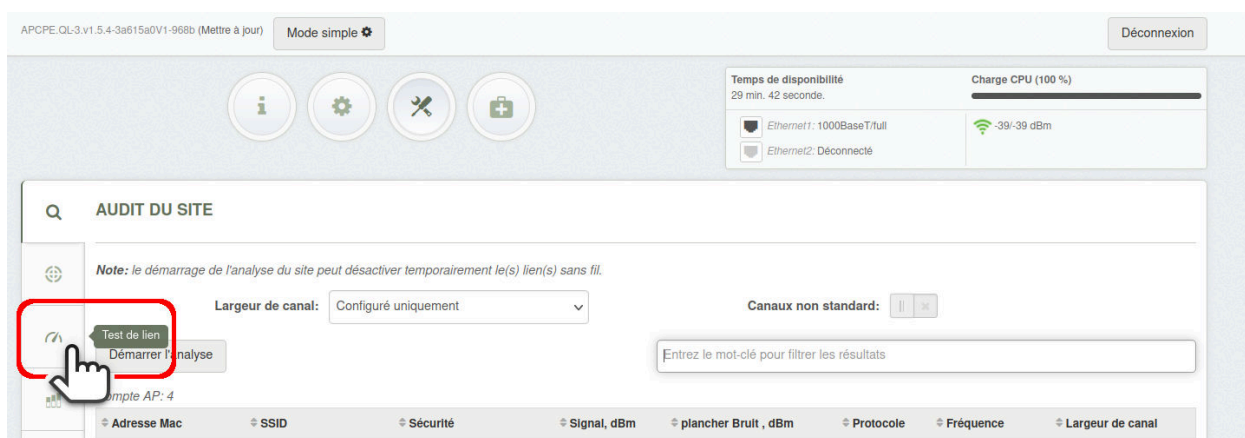 APCPE.QL-3.v1.5.4-3a615a0V1-968b (Mettre à jour) Mode simple Déconnexion
Temps de disponibilité Charge CPU (100 %)
29 min. 42 seconde.
Ethernet1: 1000BaseT/full -39/-39 dBm
Ethernet2: Déconnecté
AUDIT DU SITE
Note: le démarrage de l'analyse du site peut désactiver temporairement le(s) lien(s) sans fil.
Largeur de canal: Configuré uniquement Canaux non standard:
Test de lien
Démarrer l'analyse Entrez le mot-clé pour filtrer les résultats
ompte AP: 4
Adresse Mac SSID Sécurité Signal, dBm plancher Bruit , dBm Protocole Fréquence Largeur de canal